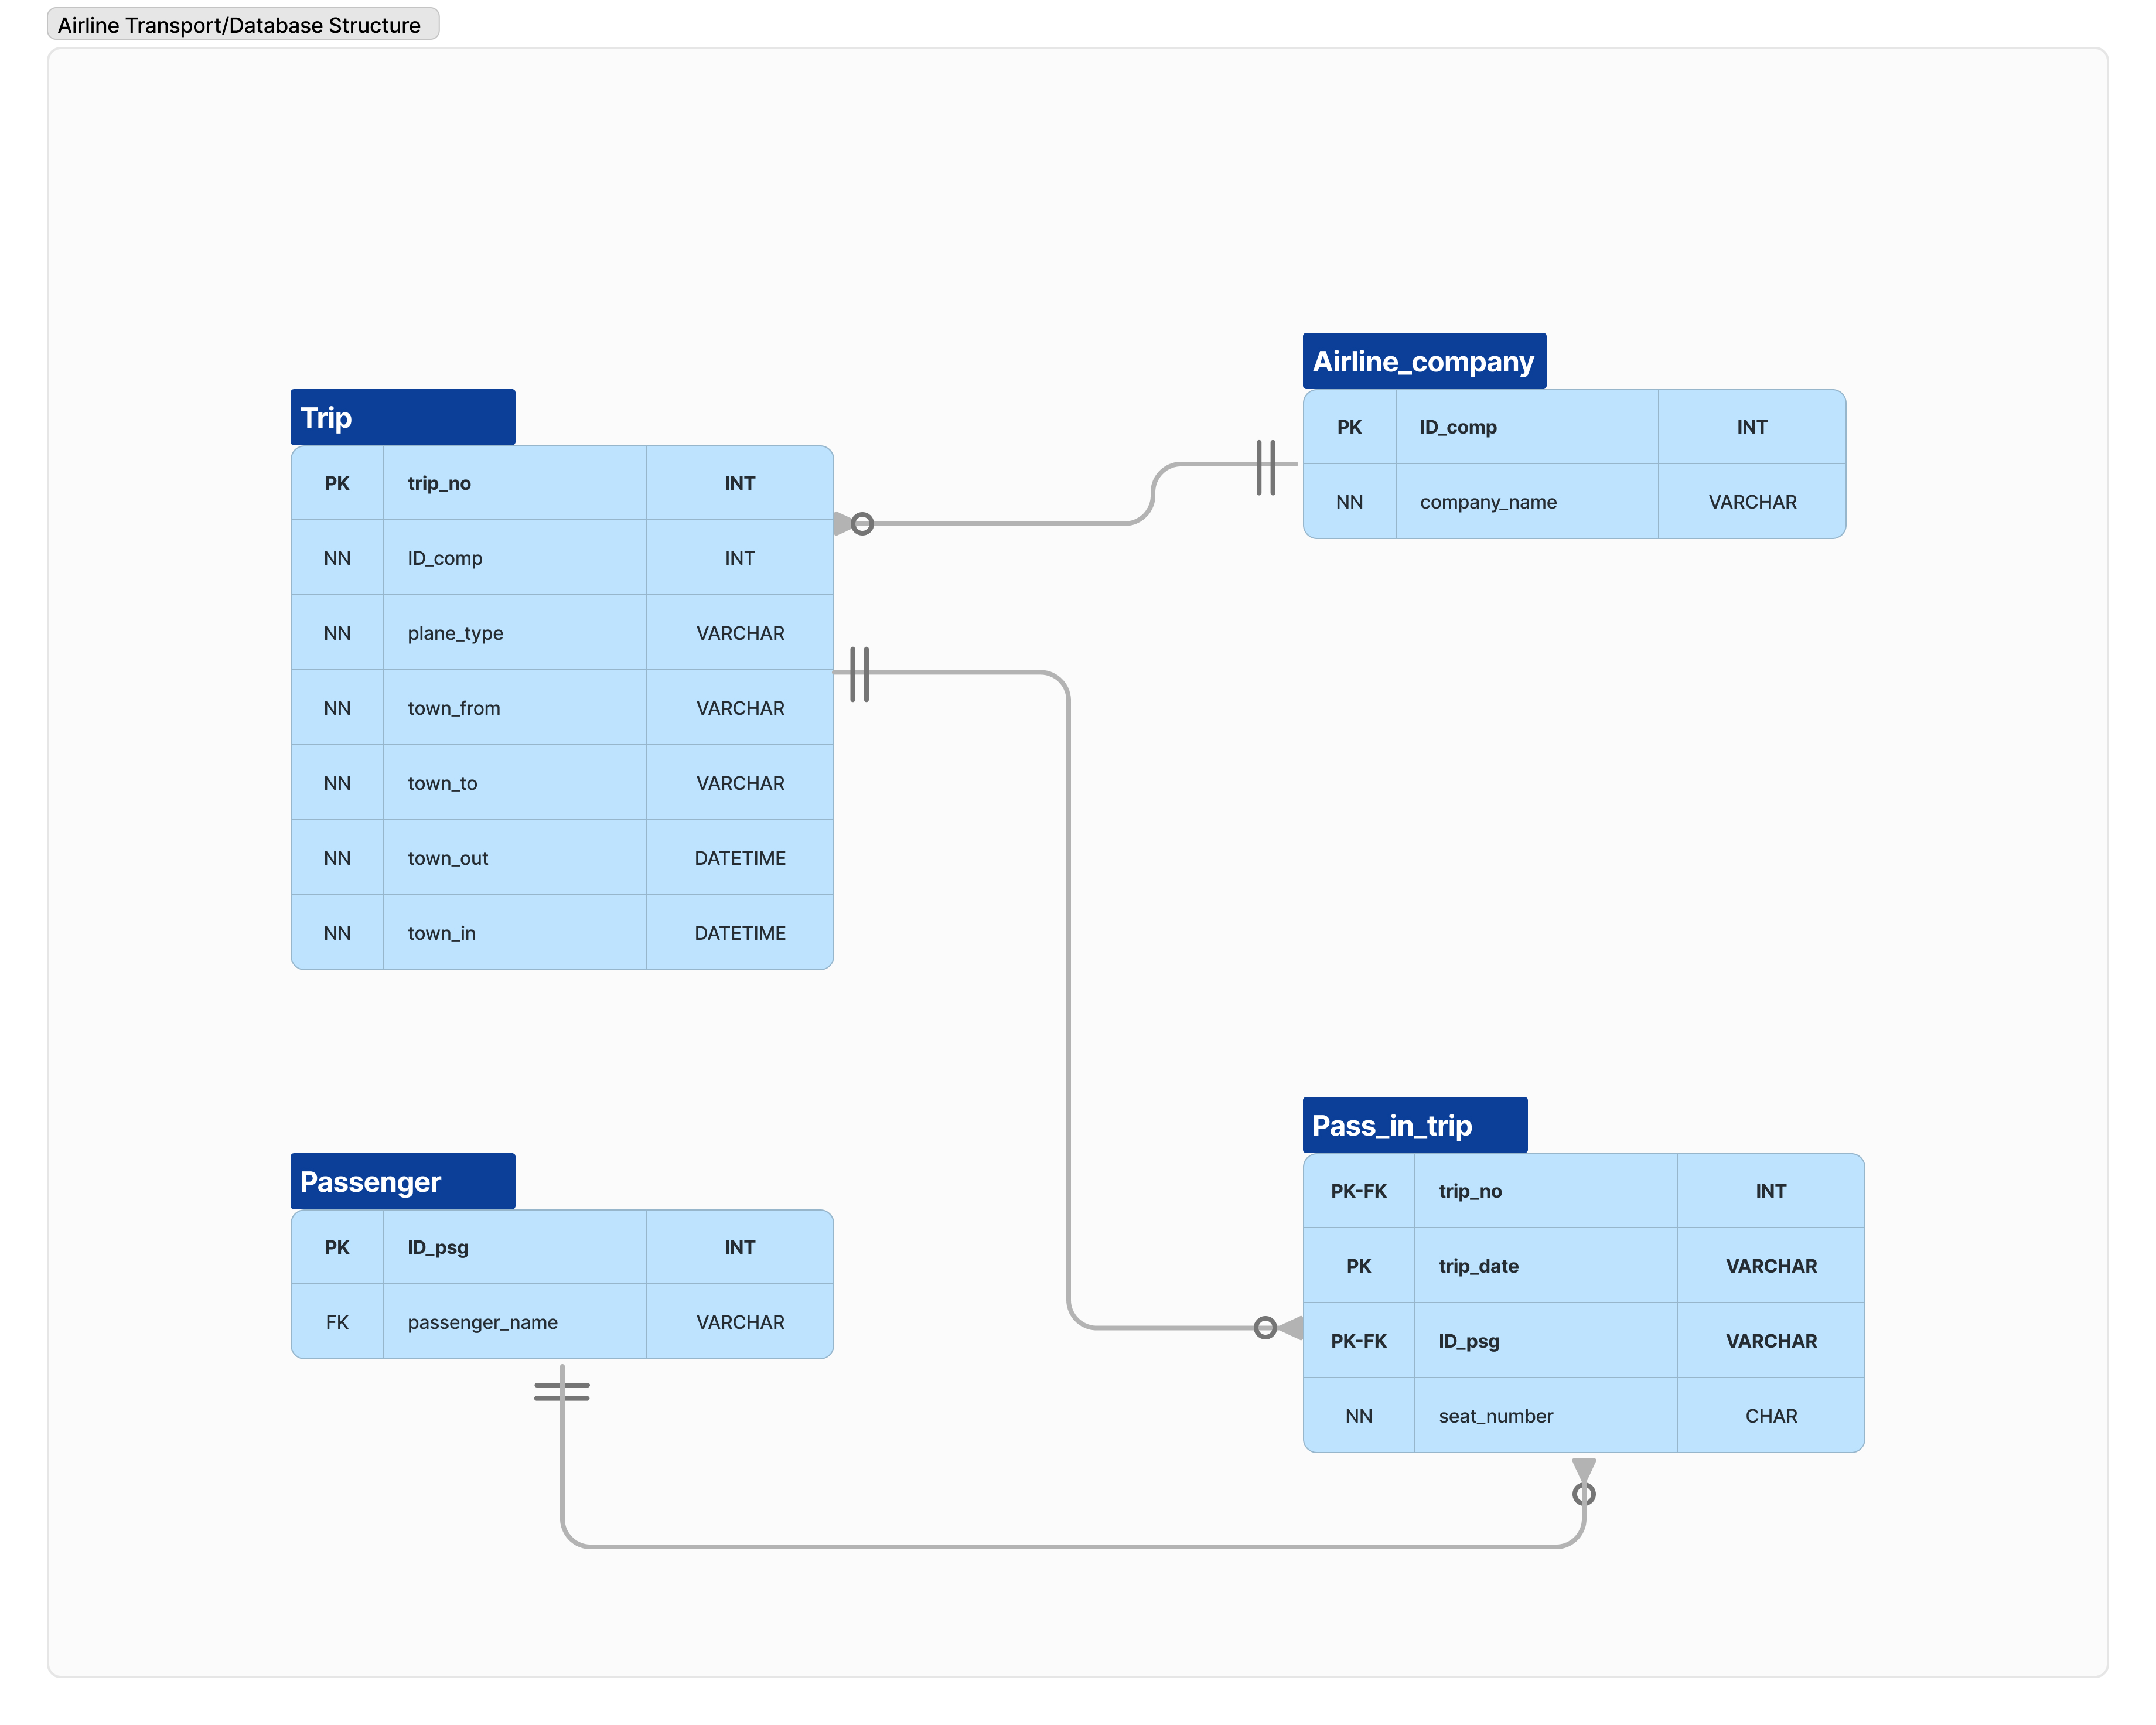 Airline Transport/Database Structure
Airline_company
PK ID_comp INT
NN company_name VARCHAR
Trip
PK trip_no INT
NN ID_comp INT
NN plane_type VARCHAR
NN town_from VARCHAR
NN town_to VARCHAR
NN town_out DATETIME
NN town_in DATETIME
Passenger
PK ID_psg INT
FK passenger_name VARCHAR
Pass_in_trip
PK-FK trip_no INT
PK trip_date VARCHAR
PK-FK ID_psg VARCHAR
NN seat_number CHAR